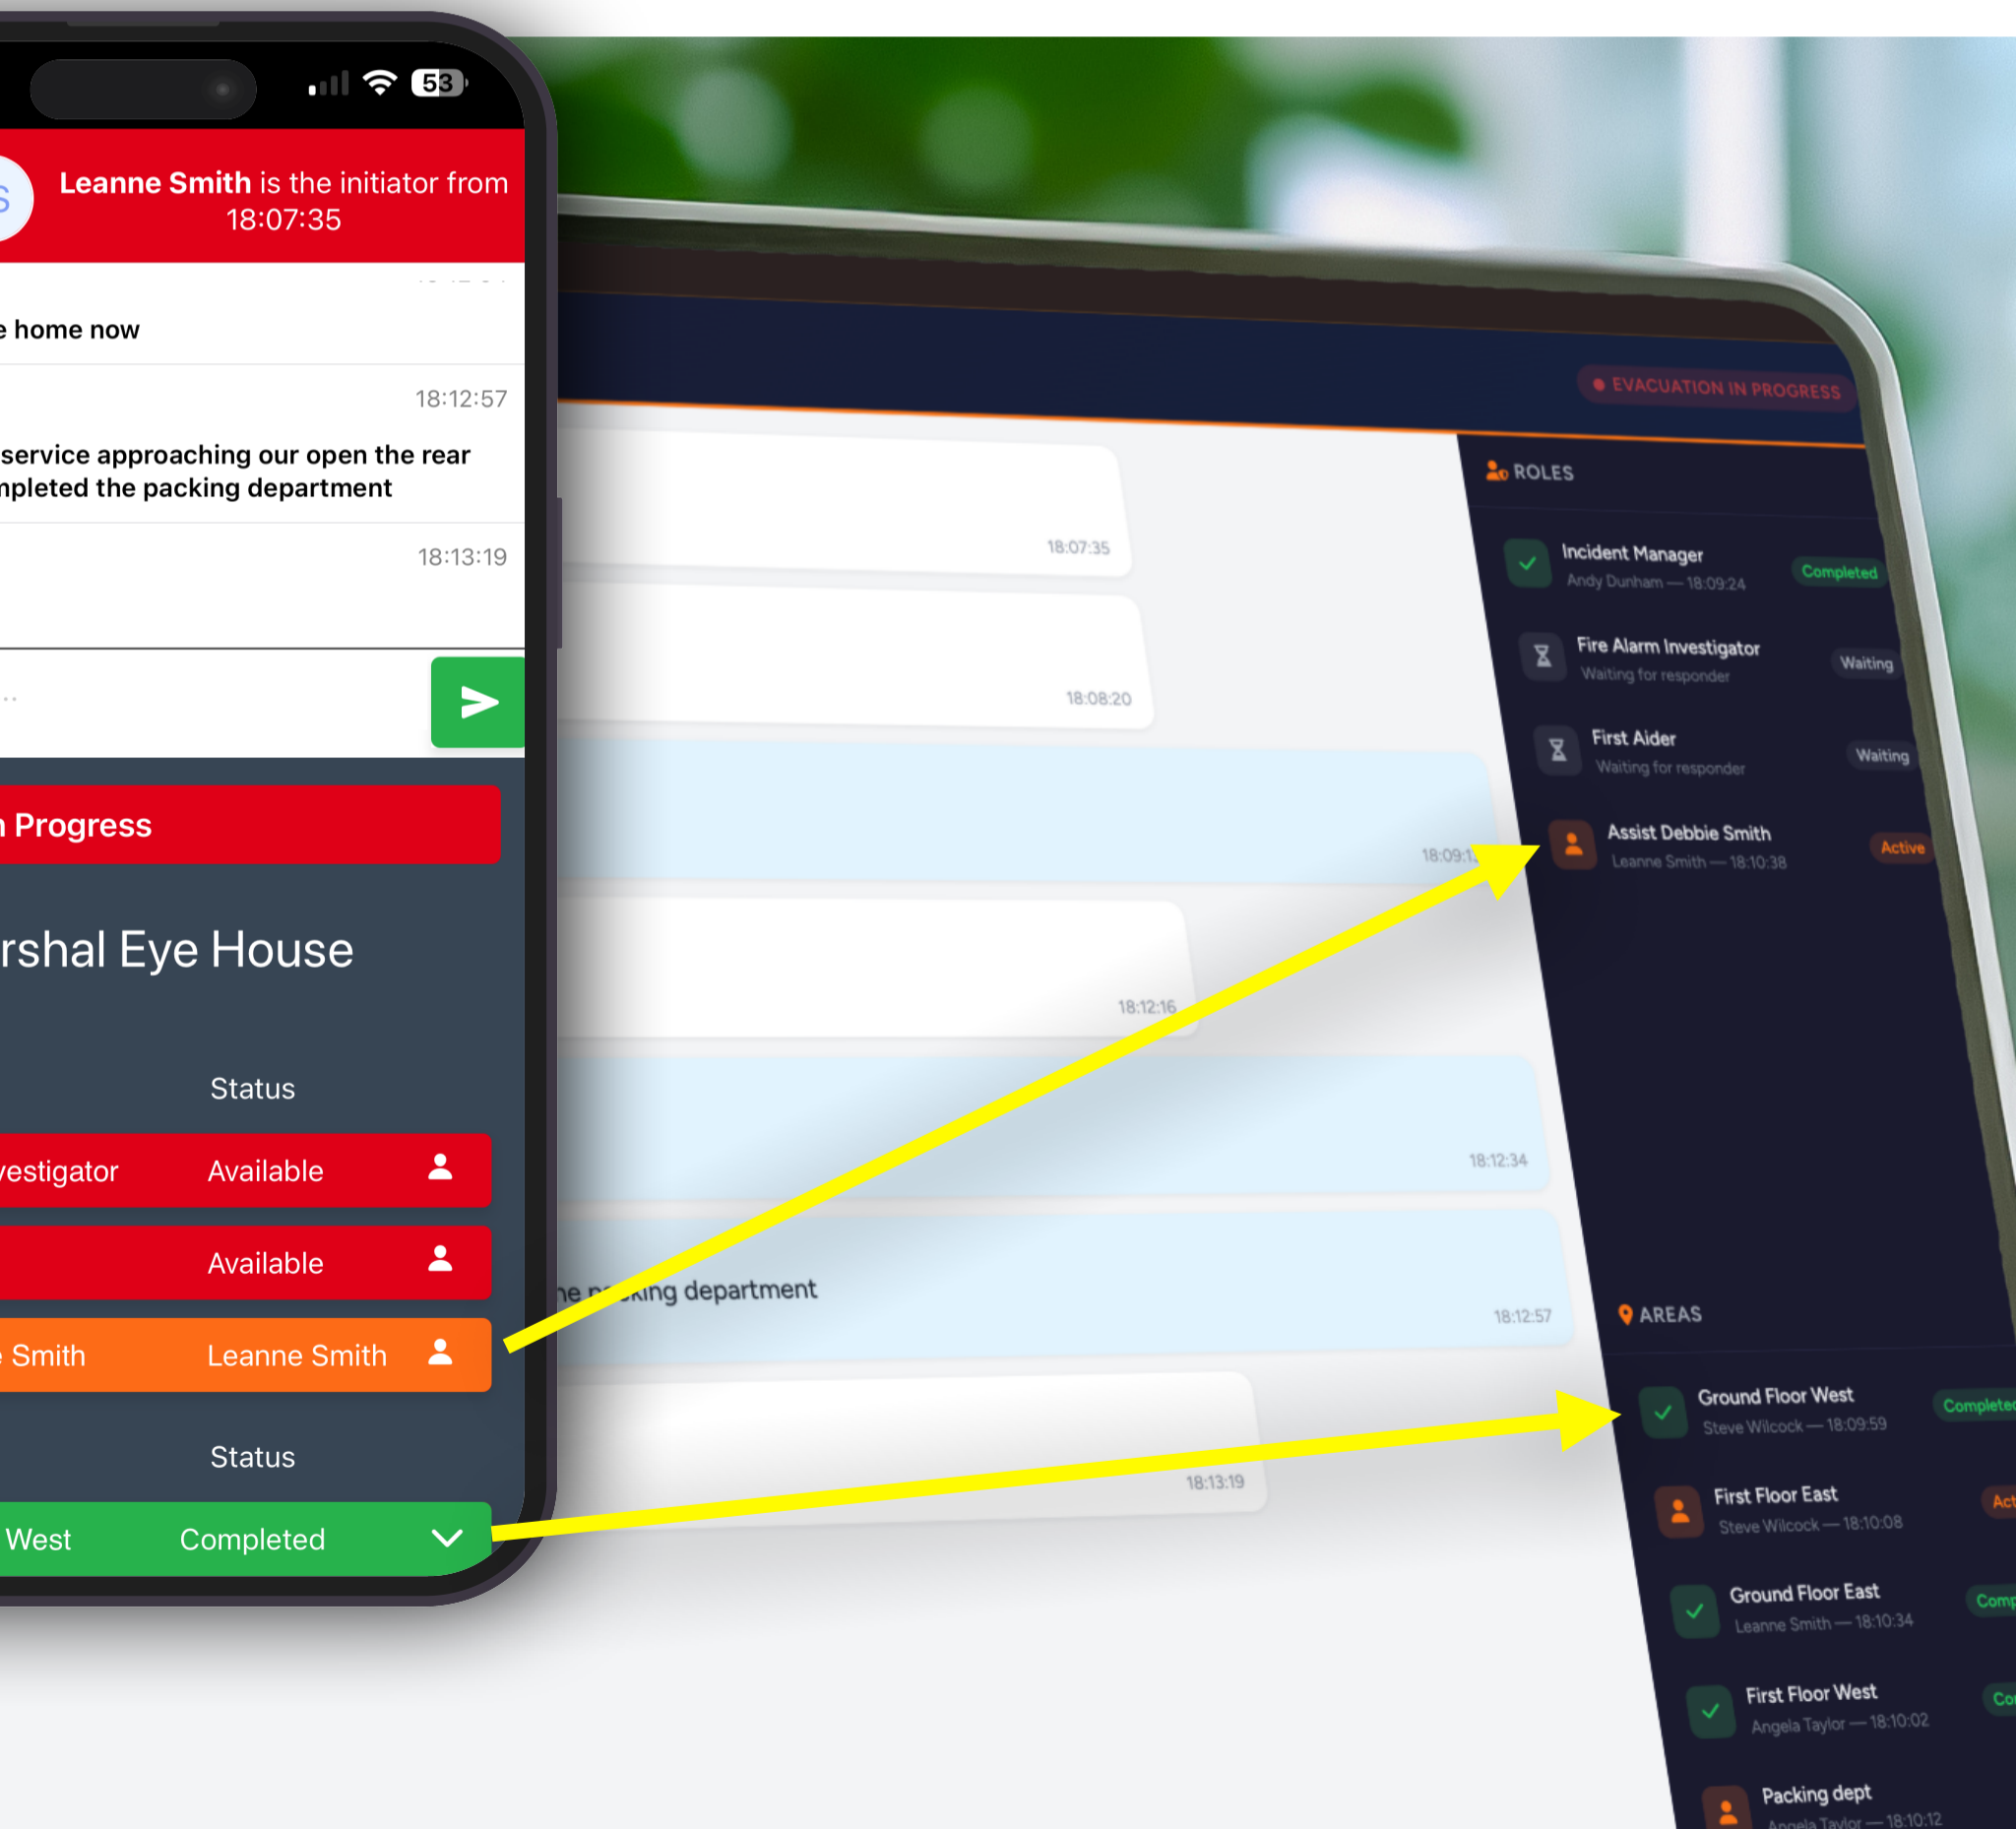 53
Leanne Smith is the initiator from
18:07:35
home now
18:12:57
service approaching our open the rear
the packing department
18:13:19
Progress
Eye House
Status
Available
Available
Smith Leanne Smith
Status
West Completed
EVACUATION IN PROGRESS
18:07:35
18:08:20
18:12:16
18:12:34
department
18:12:57
18:13:19
ROLES
Incident Manager
Andy Dunham — 18:09:24
Completed
Fire Alarm Investigator
Waiting for responder
Waiting
First Aider
Waiting for responder
Waiting
Assist Debbie Smith
Leanne Smith — 18:10:38
Active
AREAS
Ground Floor West
Steve Wilcock — 18:09:59
Completed
First Floor East
Steve Wilcock — 18:10:08
Ground Floor East
Leanne Smith — 18:10:34
First Floor West
Angela Taylor — 18:10:02
Packing dept
Angela Taylor — 18:10:12